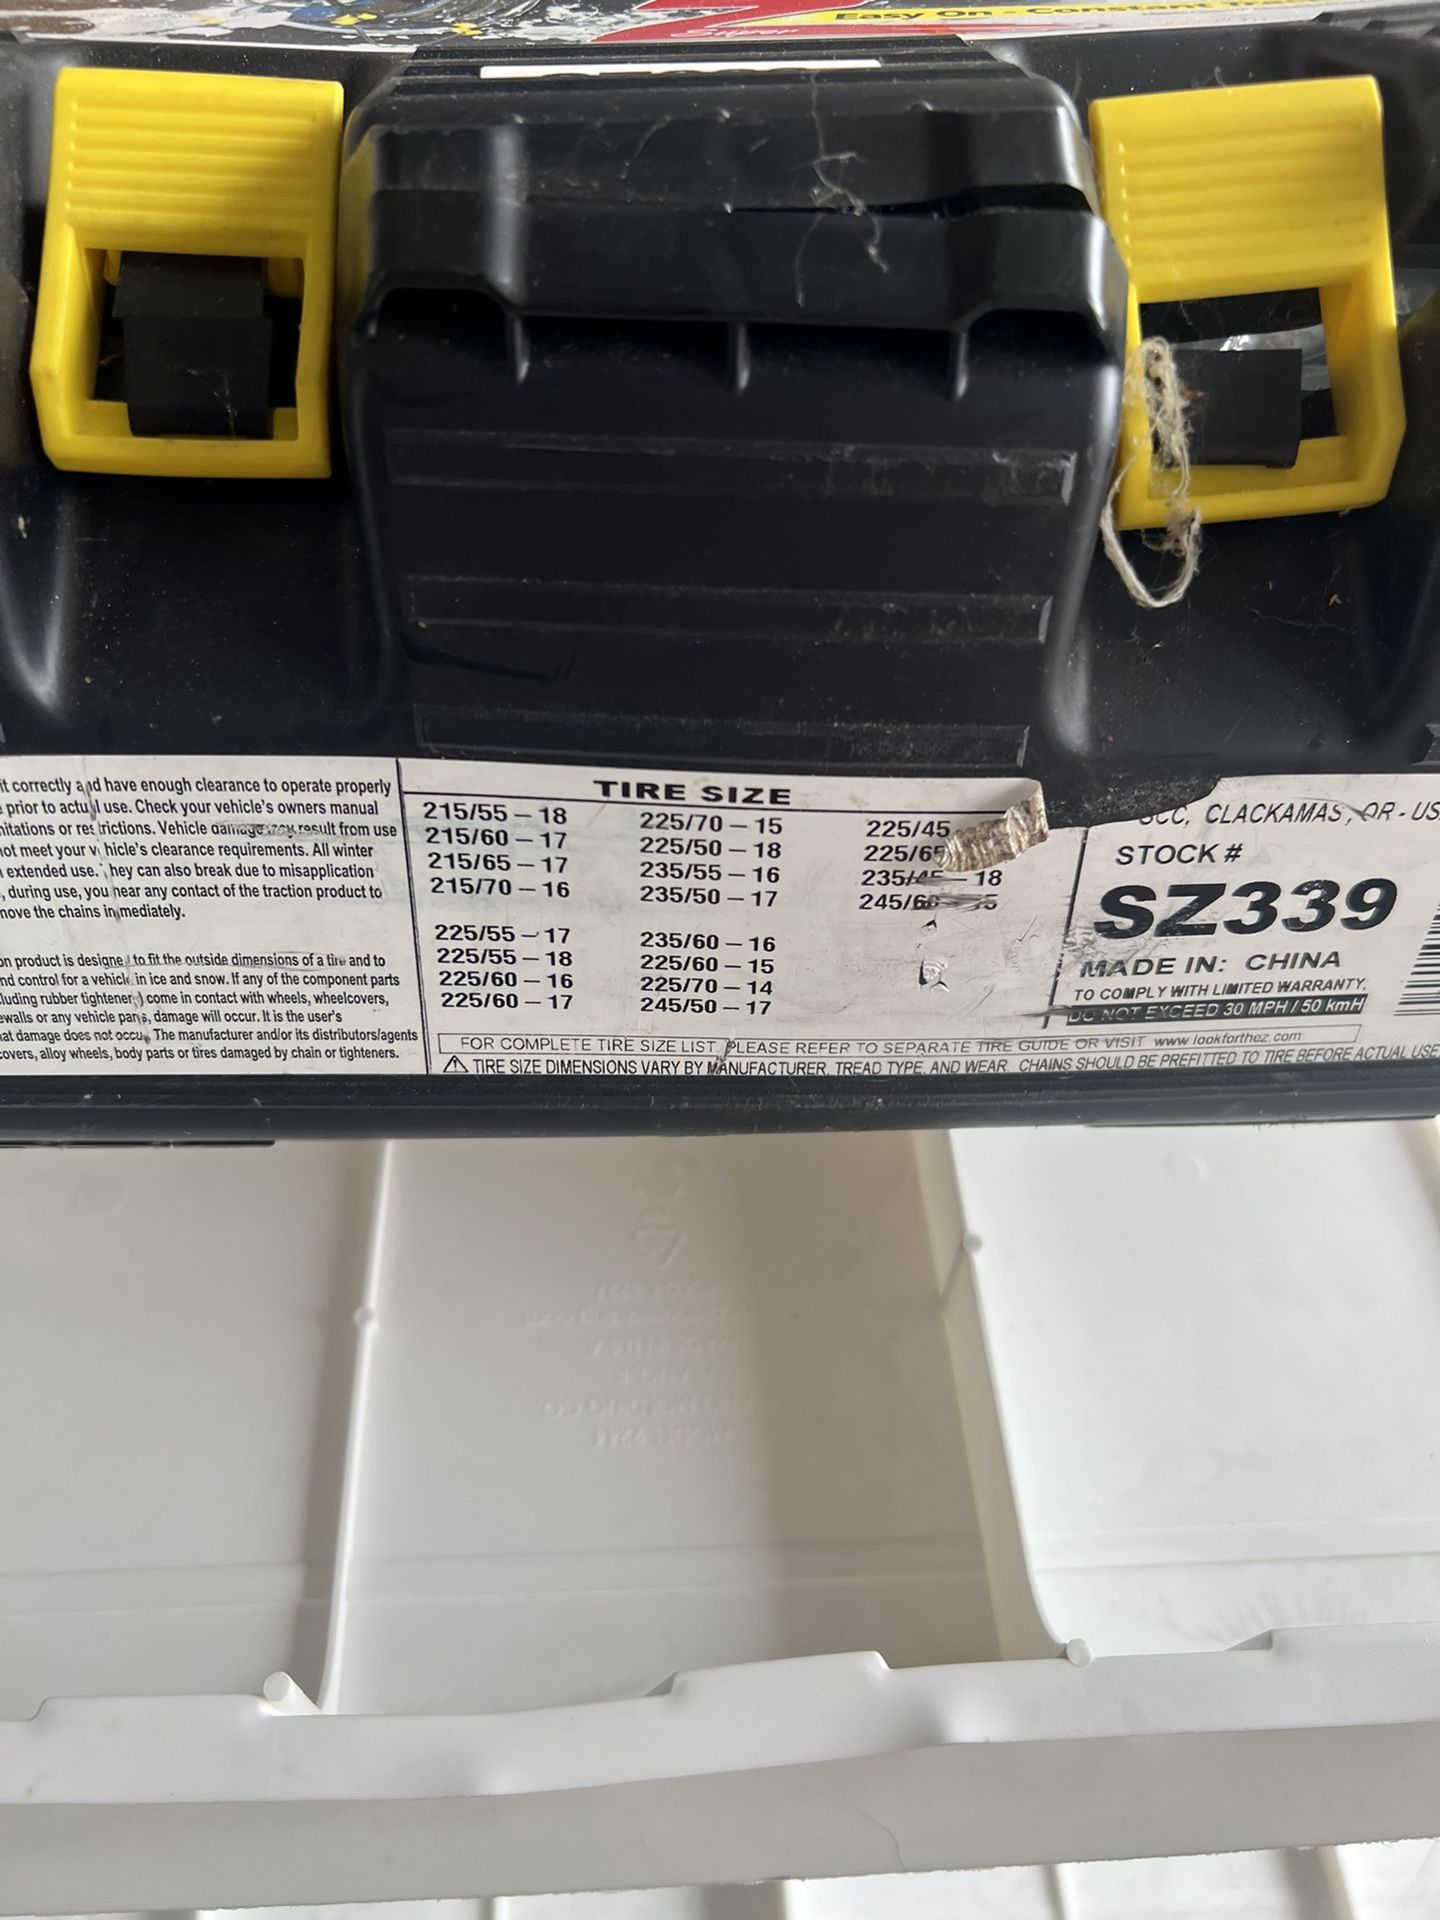 Easy On - Constant
Super
it correctly and have enough clearance to operate properly
prior to actual use. Check your vehicle's owners manual
or restrictions. Vehicle damage may result from use
not meet your vehicle's clearance requirements. All winter
extended use. They can also break due to misapplication
, during use, you hear any contact of the traction product to
move the chains immediately.
on product is designed to fit the outside dimensions of a tire and to
nd control for a vehicle in ice and snow. If any of the component parts
luding rubber tighteners) come in contact with wheels, wheelcovers,
ewalls or any vehicle parts, damage will occur. It is the user's
at damage does not occur. The manufacturer and/or its distributors/agents
overs, alloy wheels, body parts or tires damaged by chain or tighteners.
TIRE SIZE
215/55 – 18
215/60 – 17
215/65 – 17
215/70 – 16
225/55 – 17
225/55 – 18
225/60 – 16
225/60 – 17
225/70 – 15
225/50 – 18
235/55 – 16
235/50 – 17
235/60 – 16
225/60 – 15
225/70 – 14
245/50 – 17
225/45
225/65
235/45 – 18
245/60 – 15
FOR COMPLETE TIRE SIZE LIST, PLEASE REFER TO SEPARATE TIRE GUIDE OR VISIT www.lookforthez.com
⚠ TIRE SIZE DIMENSIONS VARY BY MANUFACTURER, TREAD TYPE, AND WEAR. CHAINS SHOULD BE PREFITTED TO TIRE BEFORE ACTUAL USE.
SCC, CLACKAMAS, OR - US
STOCK #
SZ339
MADE IN: CHINA
TO COMPLY WITH LIMITED WARRANTY,
DO NOT EXCEED 30 MPH / 50 kmH